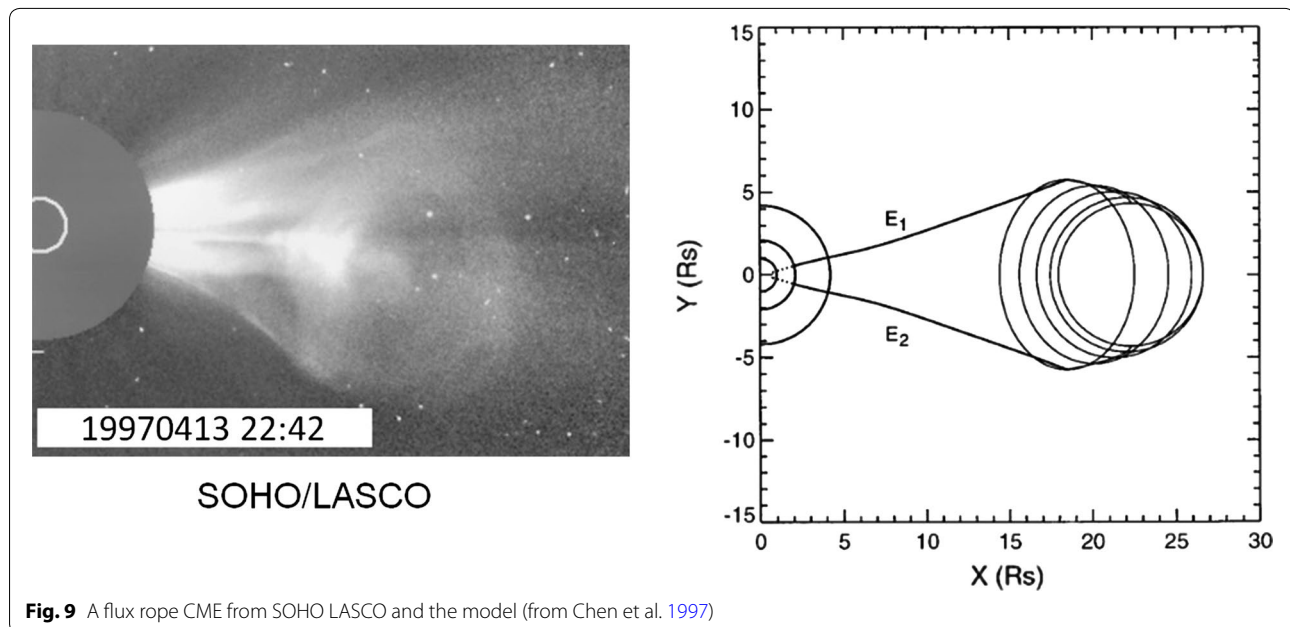 19970413 22:42
SOHO/LASCO
15
10
5
0
-5
-10
-15
Y (Rs)
E1
E2
0 5 10 15 20 25 30
X (Rs)
Fig. 9 A flux rope CME from SOHO LASCO and the model (from Chen et al. 1997)